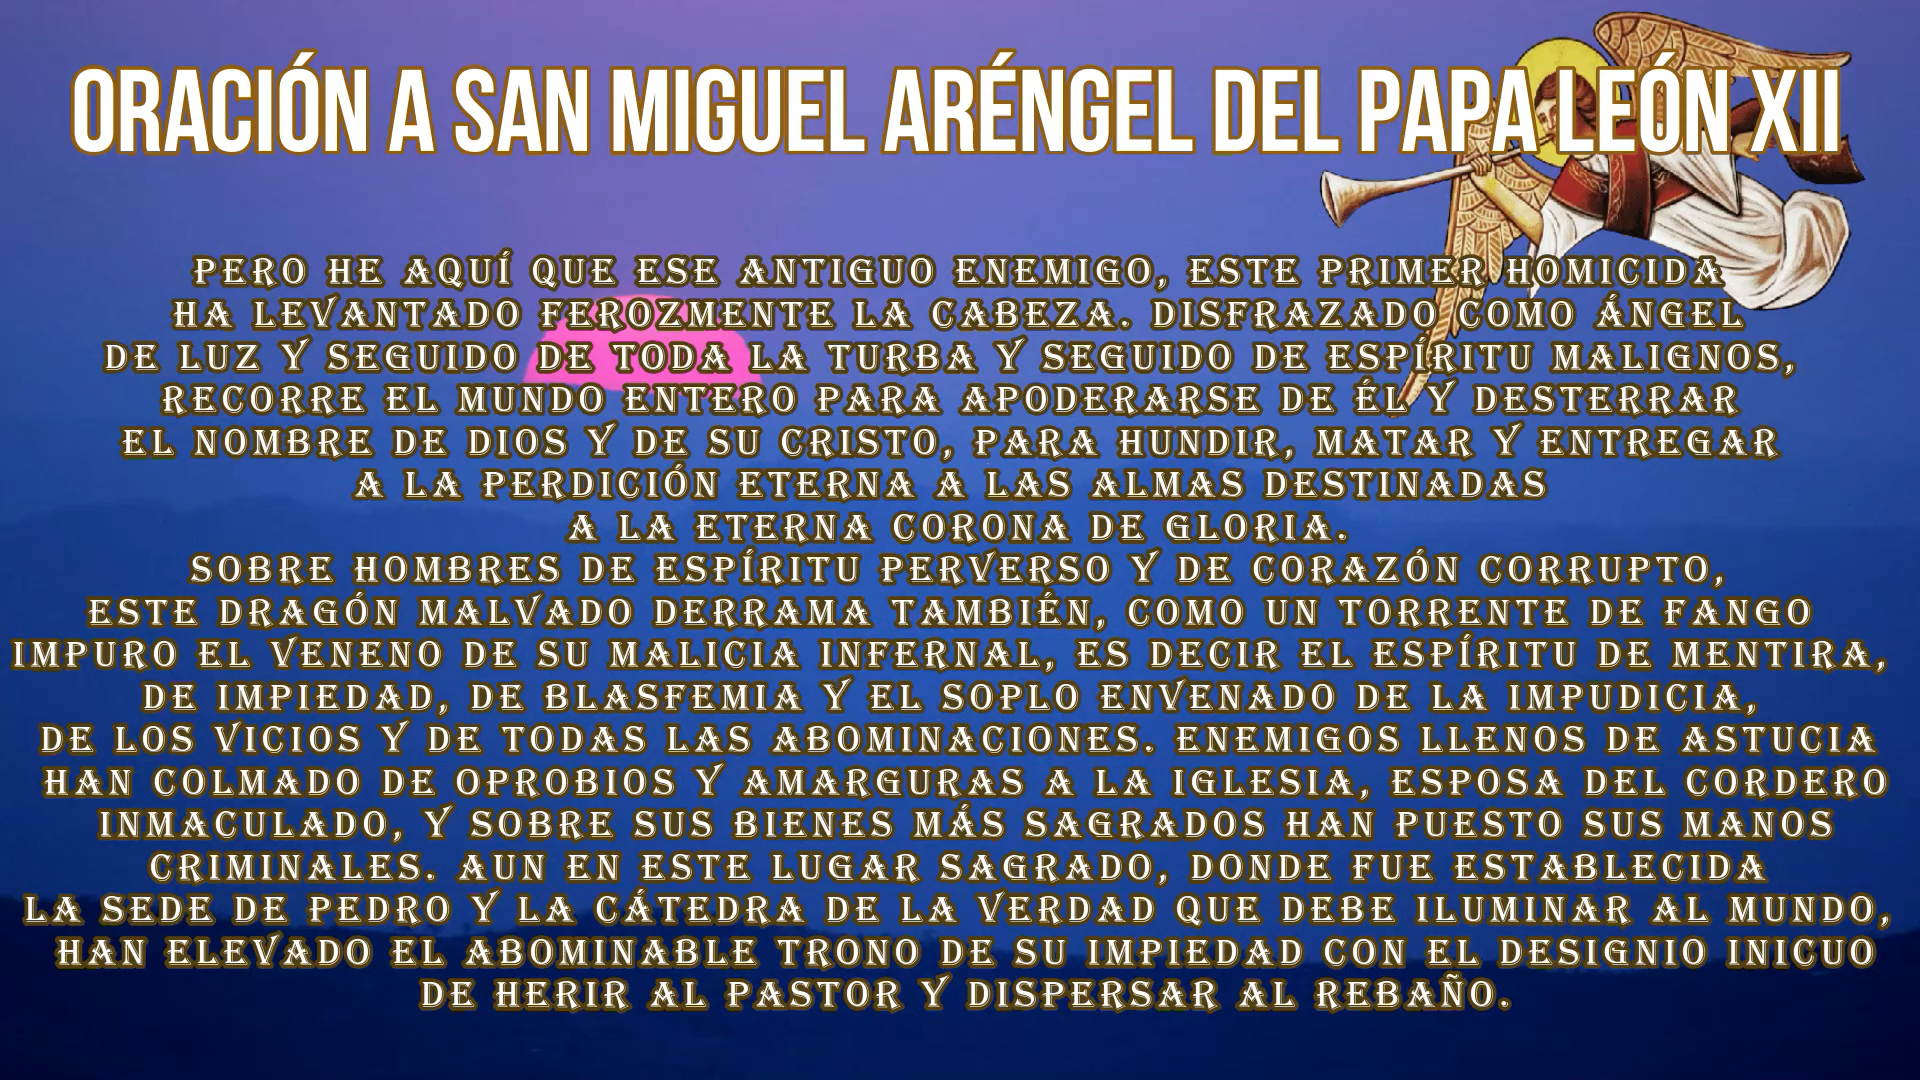 ORACIÓN A SAN MIGUEL ARÉNGEL DEL PAPA LEÓN XII
PERO HE AQUÍ QUE ESE ANTIGUO ENEMIGO, ESTE PRIMER HOMICIDA
HA LEVANTADO FEROZMENTE LA CABEZA. DISFRAZADO COMO ÁNGEL
DE LUZ Y SEGUIDO DE TODA LA TURBA Y SEGUIDO DE ESPÍRITU MALIGNOS,
RECORRE EL MUNDO ENTERO PARA APODERARSE DE ÉL Y DESTERRAR
EL NOMBRE DE DIOS Y DE SU CRISTO, PARA HUNDIR, MATAR Y ENTREGAR
A LA PERDICIÓN ETERNA A LAS ALMAS DESTINADAS
A LA ETERNA CORONA DE GLORIA.
SOBRE HOMBRES DE ESPÍRITU PERVERSO Y DE CORAZÓN CORRUPTO,
ESTE DRAGÓN MALVADO DERRAMA TAMBIÉN, COMO UN TORRENTE DE FANGO
IMPURO EL VENENO DE SU MALICIA INFERNAL, ES DECIR EL ESPÍRITU DE MENTIRA,
DE IMPIEDAD, DE BLASFEMIA Y EL SOPLO ENVENADO DE LA IMPUDICIA,
DE LOS VICIOS Y DE TODAS LAS ABOMINACIONES. ENEMIGOS LLENOS DE ASTUCIA
HAN COLMADO DE OPROBIOS Y AMARGURAS A LA IGLESIA, ESPOSA DEL CORDERO
INMACULADO, Y SOBRE SUS BIENES MÁS SAGRADOS HAN PUESTO SUS MANOS
CRIMINALES. AUN EN ESTE LUGAR SAGRADO, DONDE FUE ESTABLECIDA
LA SEDE DE PEDRO Y LA CÁTEDRA DE LA VERDAD QUE DEBE ILUMINAR AL MUNDO,
HAN ELEVADO EL ABOMINABLE TRONO DE SU IMPIEDAD CON EL DESIGNIO INICUO
DE HERIR AL PASTOR Y DISPERSAR AL REBAÑO.